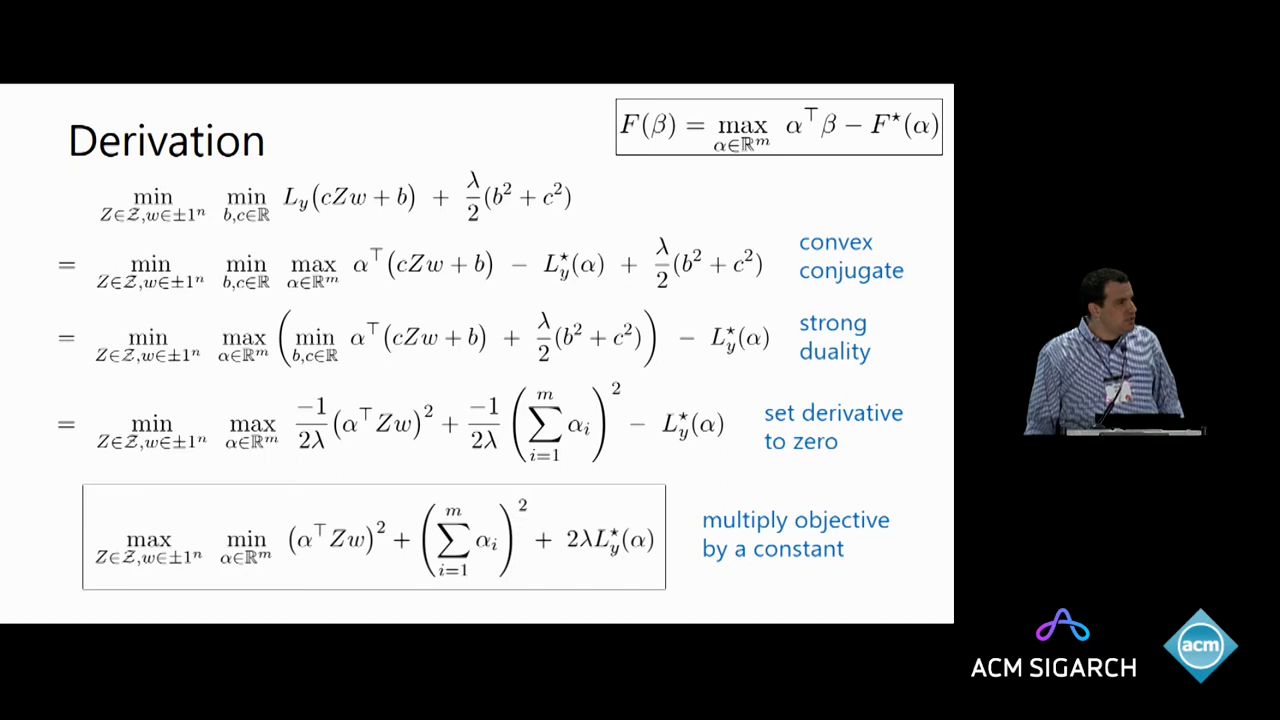 Derivation
F(β) = max_{α∈ℝ^m} α^⊤β − F^⋆(α)
min_{Z∈𝒵,w∈±1^n} min_{b,c∈ℝ} L_y(cZw + b) + λ/2(b² + c²)
= min_{Z∈𝒵,w∈±1^n} min_{b,c∈ℝ} max_{α∈ℝ^m} α^⊤(cZw + b) − L_y^⋆(α) + λ/2(b² + c²)
convex
conjugate
= min_{Z∈𝒵,w∈±1^n} max_{α∈ℝ^m} (min_{b,c∈ℝ} α^⊤(cZw + b) + λ/2(b² + c²)) − L_y^⋆(α)
strong
duality
= min_{Z∈𝒵,w∈±1^n} max_{α∈ℝ^m} −1/2λ(α^⊤Zw)² + −1/2λ(∑_{i=1}^m α_i)² − L_y^⋆(α)
set derivative
to zero
max_{Z∈𝒵,w∈±1^n} min_{α∈ℝ^m} (α^⊤Zw)² + (∑_{i=1}^m α_i)² + 2λL_y^⋆(α)
multiply objective
by a constant
ACM SIGARCH
acm